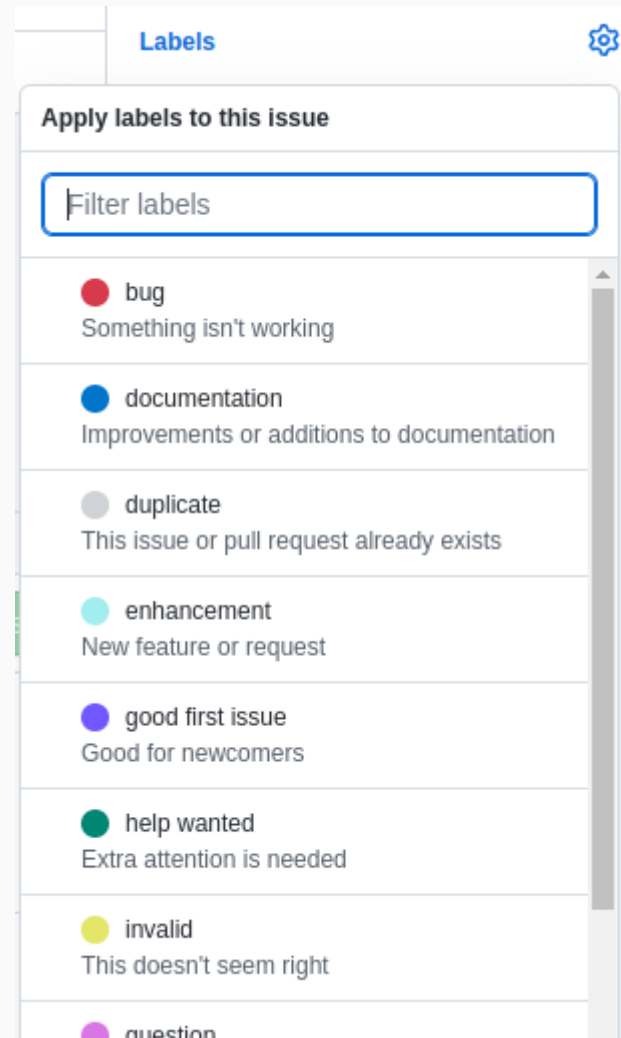 Labels
Apply labels to this issue
Filter labels
bug
Something isn't working
documentation
Improvements or additions to documentation
duplicate
This issue or pull request already exists
enhancement
New feature or request
good first issue
Good for newcomers
help wanted
Extra attention is needed
invalid
This doesn't seem right
question